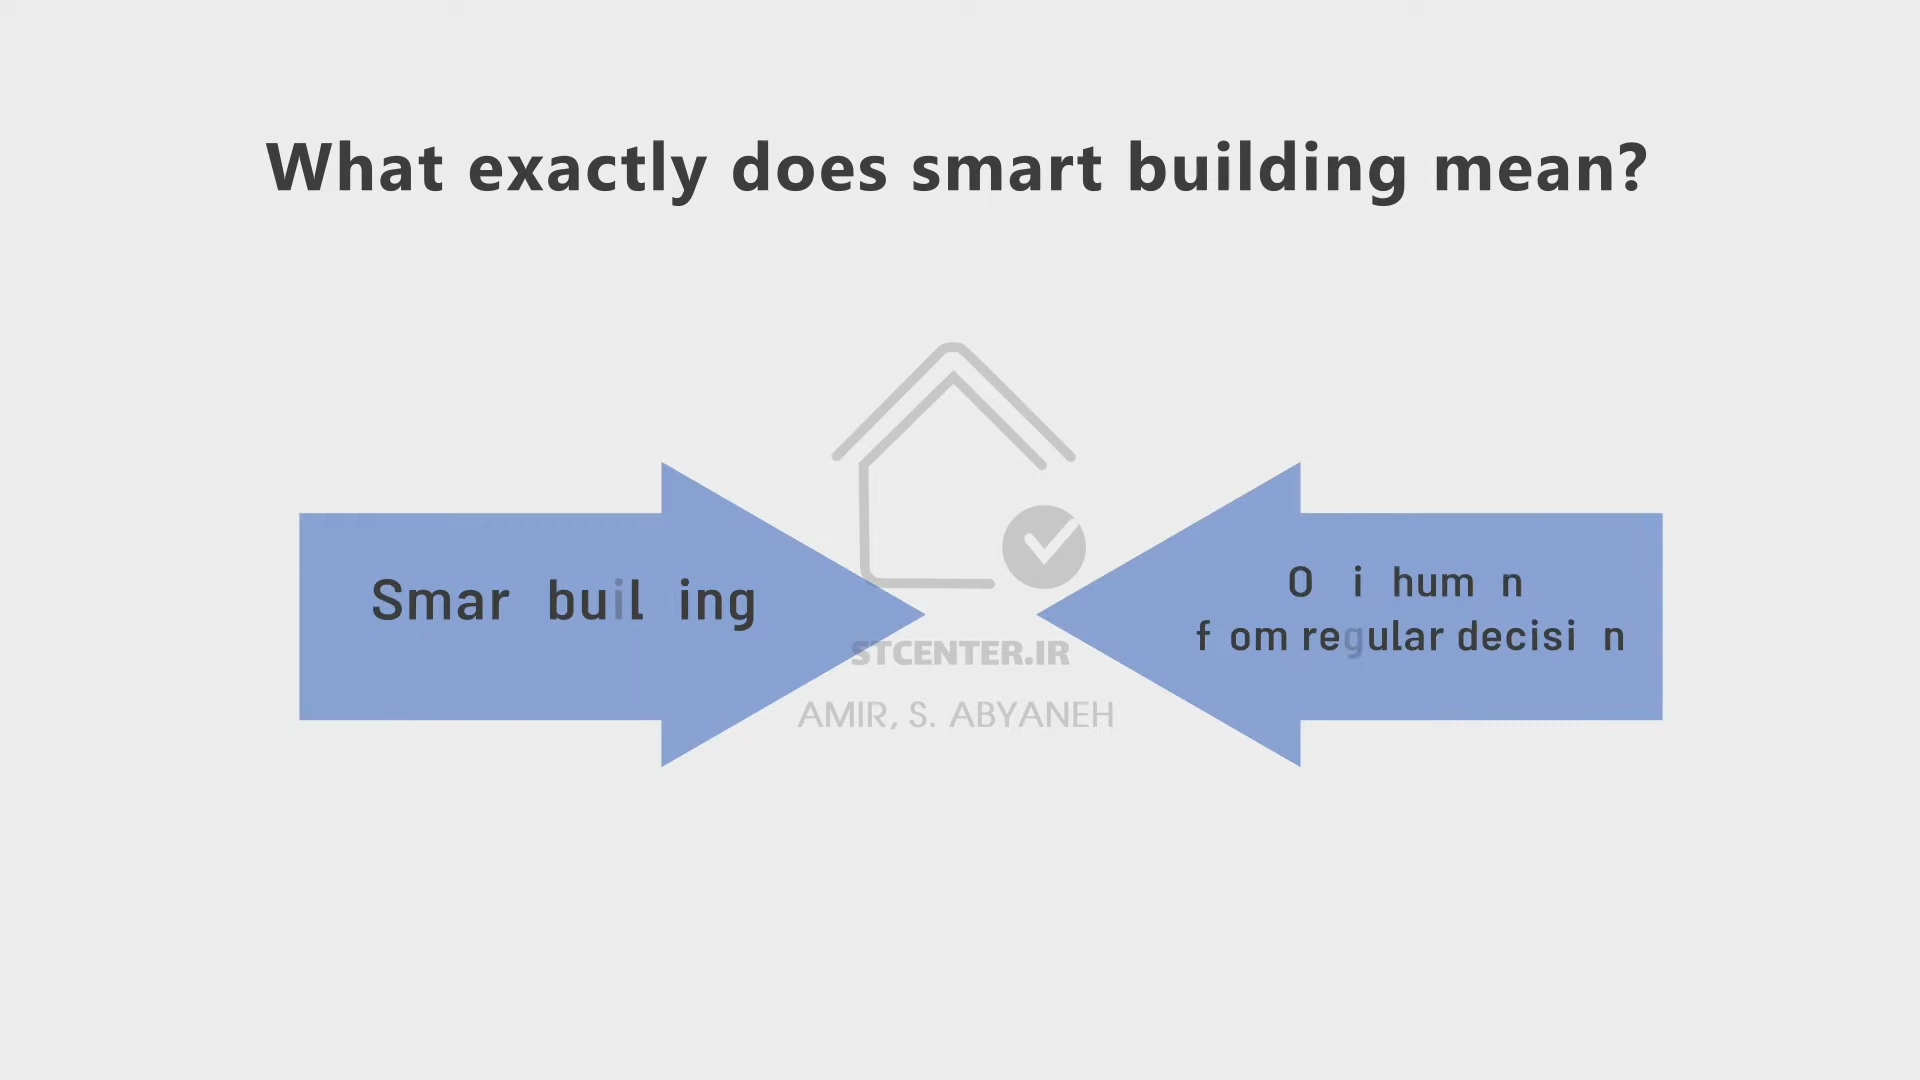 What exactly does smart building mean?
Smar buil ing
O i hum n
f om regular decisi n
STCENTER.IR
AMIR, S. ABYANEH